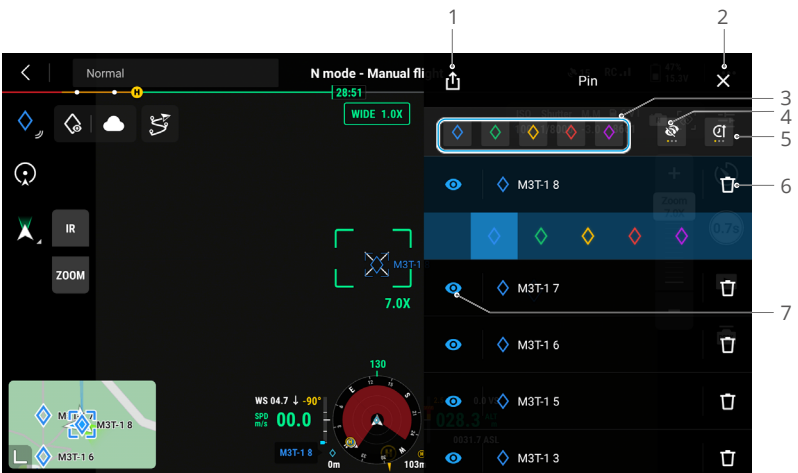 1
2
Normal
N mode - Manual fli
Pin
28:51
WIDE 1.0X
3
4
5
M3T-1 8
6
IR
ZOOM
M3T-1
7.0X
M3T-1 7
7
M3T-1 6
130
WS 04.7 ↓ -90°
SPD
m/s
00.0
M3T-1 5
M3T-1 8
M3T-1 6
M3T-1 8
0m
103m
M3T-1 3